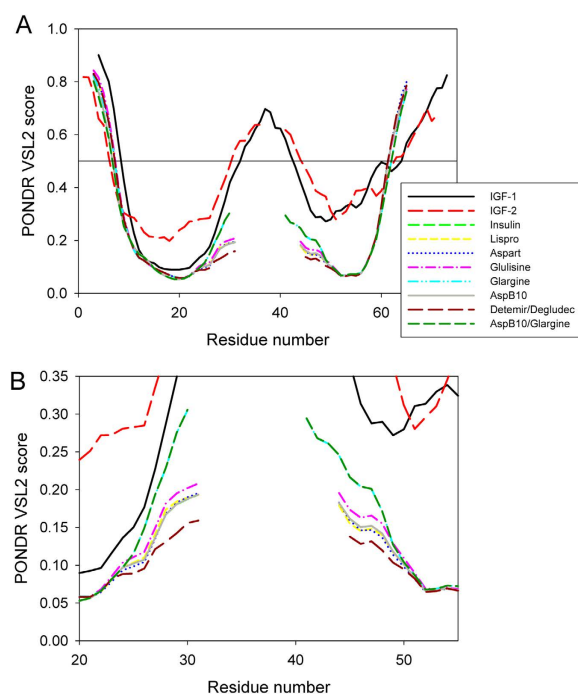 A
PONDR VSL2 score
1.0
0.8
0.6
0.4
0.2
0.0
0
20
40
60
Residue number
IGF-1
IGF-2
Insulin
Lispro
Aspart
Glulisine
Glargine
AspB10
Detemir/Degludec
AspB10/Glargine
B
PONDR VSL2 score
0.35
0.30
0.25
0.20
0.15
0.10
0.05
0.00
20
30
40
50
Residue number